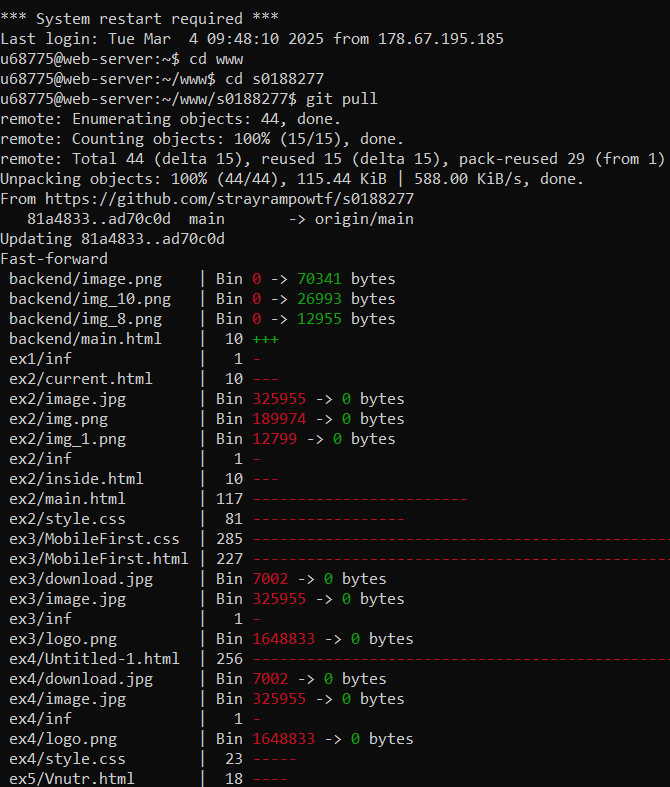 *** System restart required ***
Last login: Tue Mar  4 09:48:10 2025 from 178.67.195.185
u68775@web-server:~$ cd www
u68775@web-server:~/www$ cd s0188277
u68775@web-server:~/www/s0188277$ git pull
remote: Enumerating objects: 44, done.
remote: Counting objects: 100% (15/15), done.
remote: Total 44 (delta 15), reused 15 (delta 15), pack-reused 29 (from 1)
Unpacking objects: 100% (44/44), 115.44 KiB | 588.00 KiB/s, done.
From https://github.com/strayrampowtf/s0188277
   81a4833..ad70c0d  main       -> origin/main
Updating 81a4833..ad70c0d
Fast-forward
 backend/image.png    | Bin 0 -> 70341 bytes
 backend/img_10.png   | Bin 0 -> 26993 bytes
 backend/img_8.png    | Bin 0 -> 12955 bytes
 backend/main.html    |  10 +++
 ex1/inf              |   1 -
 ex2/current.html     |  10 ---
 ex2/image.jpg        | Bin 325955 -> 0 bytes
 ex2/img.png          | Bin 189974 -> 0 bytes
 ex2/img_1.png        | Bin 12799 -> 0 bytes
 ex2/inf              |   1 -
 ex2/inside.html      |  10 ---
 ex2/main.html        | 117 ------------------------
 ex2/style.css        |  81 -----------------
 ex3/MobileFirst.css  | 285 -----------------------------------------------
 ex3/MobileFirst.html | 227 -----------------------------------------------
 ex3/download.jpg     | Bin 7002 -> 0 bytes
 ex3/image.jpg        | Bin 325955 -> 0 bytes
 ex3/inf              |   1 -
 ex3/logo.png         | Bin 1648833 -> 0 bytes
 ex4/Untitled-1.html  | 256 -----------------------------------------------
 ex4/download.jpg     | Bin 7002 -> 0 bytes
 ex4/image.jpg        | Bin 325955 -> 0 bytes
 ex4/inf              |   1 -
 ex4/logo.png         | Bin 1648833 -> 0 bytes
 ex4/style.css        |  23 -----
 ex5/Vnutr.html       |  18 ----